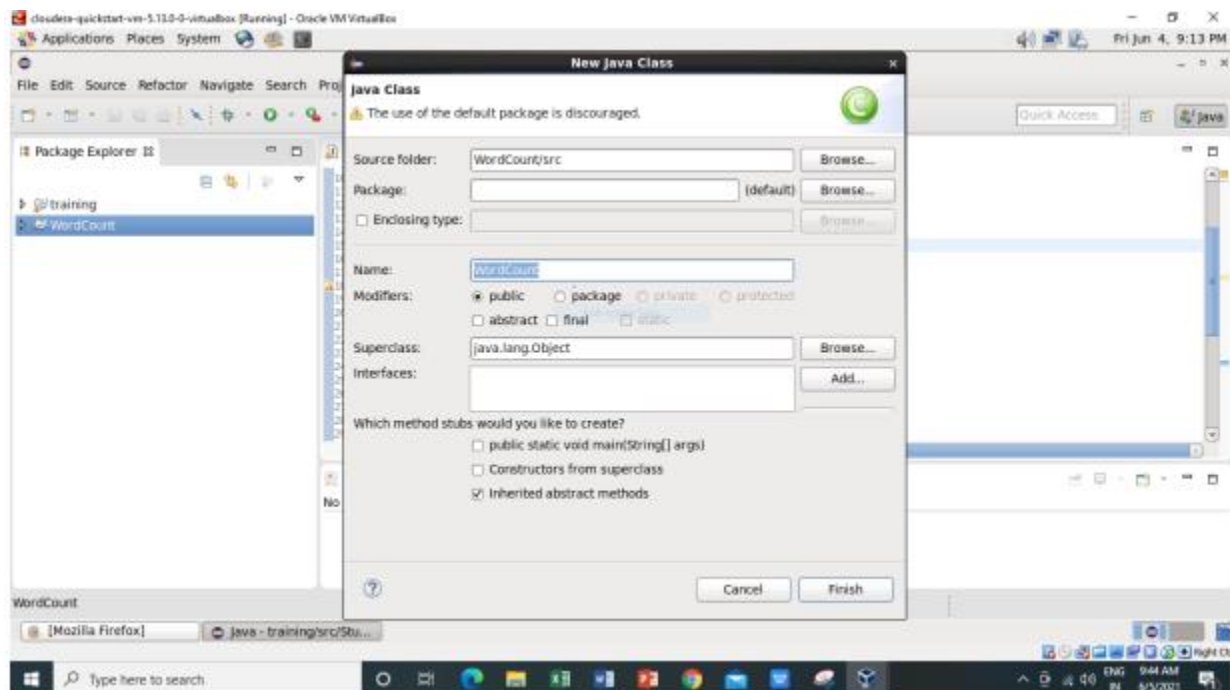 cloudera-quickstart-vm-5.13.0-0-virtualbox [Running] - Oracle VM VirtualBox
Applications Places System Fri Jun 4, 9:13 PM
New Java Class
File Edit Source Refactor Navigate Search Proj
Java Class
The use of the default package is discouraged.
Quick Access
Java
Package Explorer
training
WordCount
Source folder: WordCount/src Browse...
Package: (default) Browse...
Enclosing type: Browse...
Name: WordCount
Modifiers: public package private protected
abstract final static
Superclass: java.lang.Object Browse...
Interfaces: Add...
Which method stubs would you like to create?
public static void main(String[] args)
Constructors from superclass
Inherited abstract methods
No
Cancel Finish
WordCount
[Mozilla Firefox] Java - training/src/Stu...
Right Ct
Type here to search
ENG 9:44 AM
IN 6/5/2021